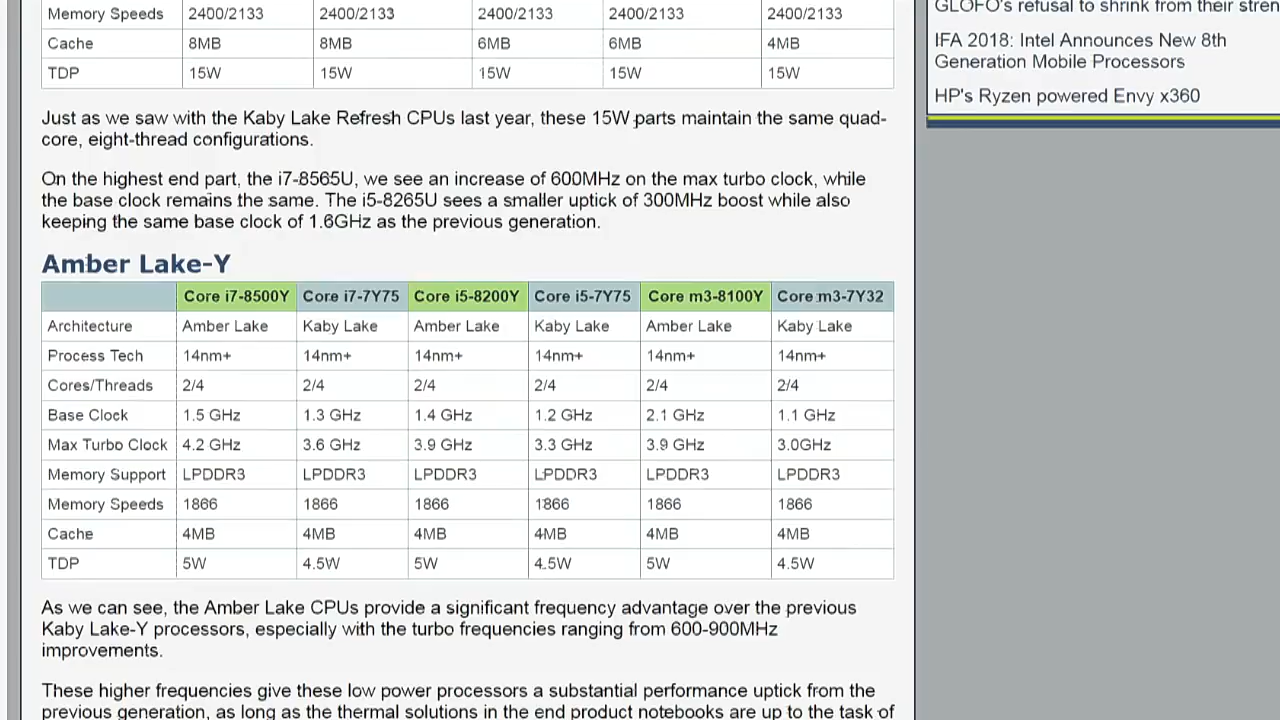 Memory Speeds 2400/2133 2400/2133 2400/2133 2400/2133 2400/2133
Cache 8MB 8MB 6MB 6MB 4MB
TDP 15W 15W 15W 15W 15W
Just as we saw with the Kaby Lake Refresh CPUs last year, these 15W parts maintain the same quad-
core, eight-thread configurations.
On the highest end part, the i7-8565U, we see an increase of 600MHz on the max turbo clock, while
the base clock remains the same. The i5-8265U sees a smaller uptick of 300MHz boost while also
keeping the same base clock of 1.6GHz as the previous generation.
Amber Lake-Y
Core i7-8500Y Core i7-7Y75 Core i5-8200Y Core i5-7Y75 Core m3-8100Y Core m3-7Y32
Architecture Amber Lake Kaby Lake Amber Lake Kaby Lake Amber Lake Kaby Lake
Process Tech 14nm+ 14nm+ 14nm+ 14nm+ 14nm+ 14nm+
Cores/Threads 2/4 2/4 2/4 2/4 2/4 2/4
Base Clock 1.5 GHz 1.3 GHz 1.4 GHz 1.2 GHz 2.1 GHz 1.1 GHz
Max Turbo Clock 4.2 GHz 3.6 GHz 3.9 GHz 3.3 GHz 3.9 GHz 3.0GHz
Memory Support LPDDR3 LPDDR3 LPDDR3 LPDDR3 LPDDR3 LPDDR3
Memory Speeds 1866 1866 1866 1866 1866 1866
Cache 4MB 4MB 4MB 4MB 4MB 4MB
TDP 5W 4.5W 5W 4.5W 5W 4.5W
As we can see, the Amber Lake CPUs provide a significant frequency advantage over the previous
Kaby Lake-Y processors, especially with the turbo frequencies ranging from 600-900MHz
improvements.
These higher frequencies give these low power processors a substantial performance uptick from the
previous generation, as long as the thermal solutions in the end product notebooks are up to the task of
GLOFO's refusal to shrink from their stren
IFA 2018: Intel Announces New 8th
Generation Mobile Processors
HP's Ryzen powered Envy x360